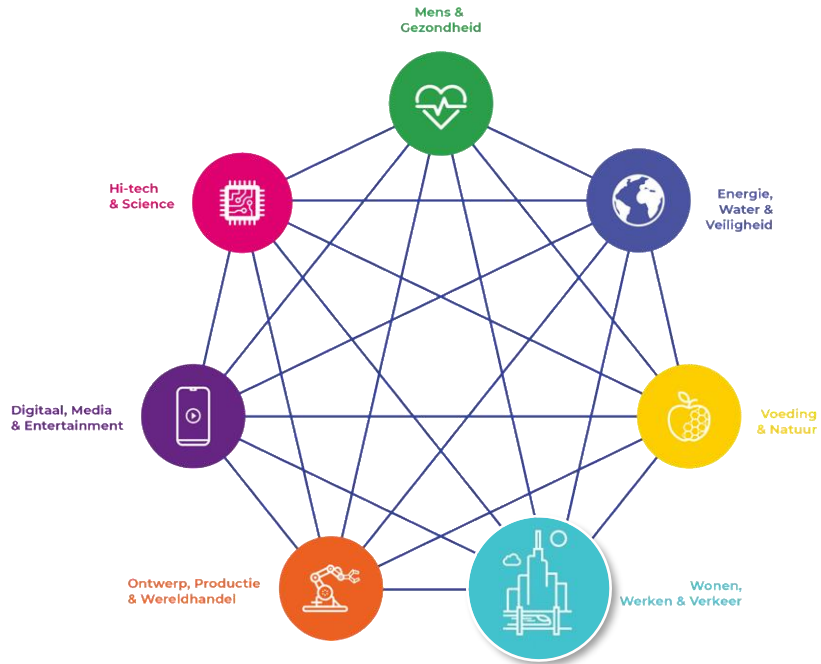 Mens &
Gezondheid
Hi-tech
& Science
Energie,
Water &
Veiligheid
Digitaal, Media
& Entertainment
Voeding
& Natuur
Ontwerp, Productie
& Wereldhandel
Wonen,
Werken & Verkeer